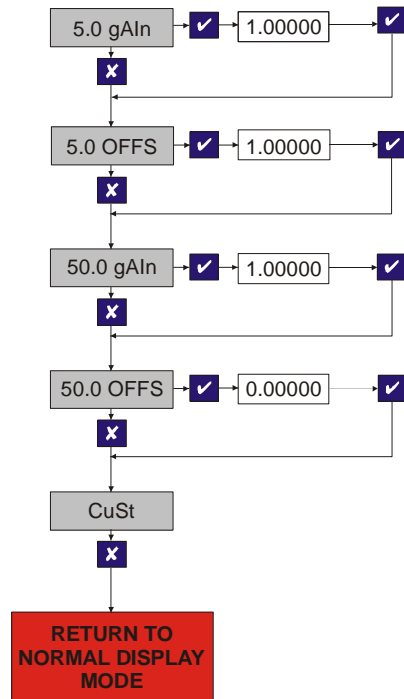 5.0 gAIn ✔ 1.00000 ✔
✘
5.0 OFFS ✔ 1.00000 ✔
✘
50.0 gAIn ✔ 1.00000 ✔
✘
50.0 OFFS ✔ 0.00000 ✔
✘
CuSt
✘
RETURN TO
NORMAL DISPLAY
MODE